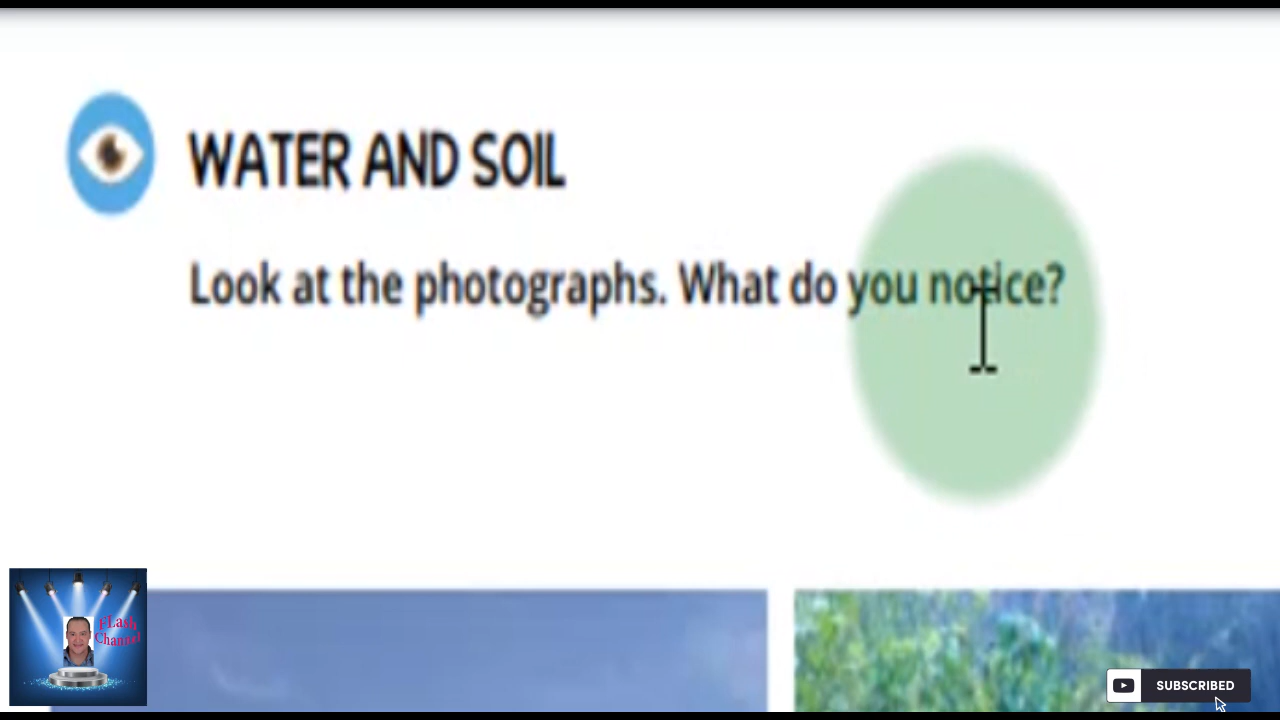 WATER AND SOIL
Look at the photographs. What do you notice?
FLash
Channel
SUBSCRIBED